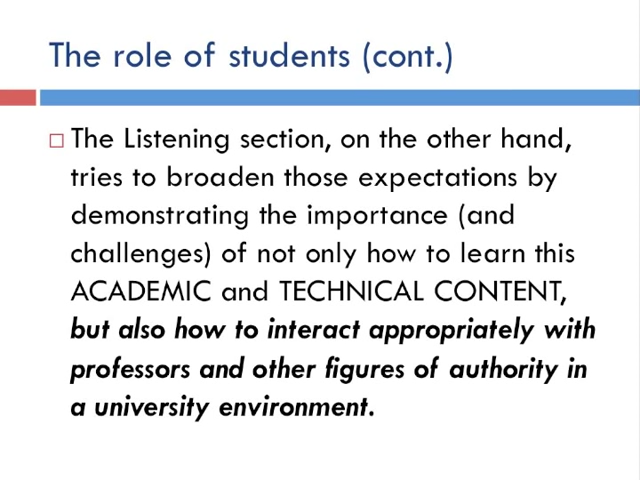 The role of students (cont.)
The Listening section, on the other hand,
tries to broaden those expectations by
demonstrating the importance (and
challenges) of not only how to learn this
ACADEMIC and TECHNICAL CONTENT,
but also how to interact appropriately with
professors and other figures of authority in
a university environment.